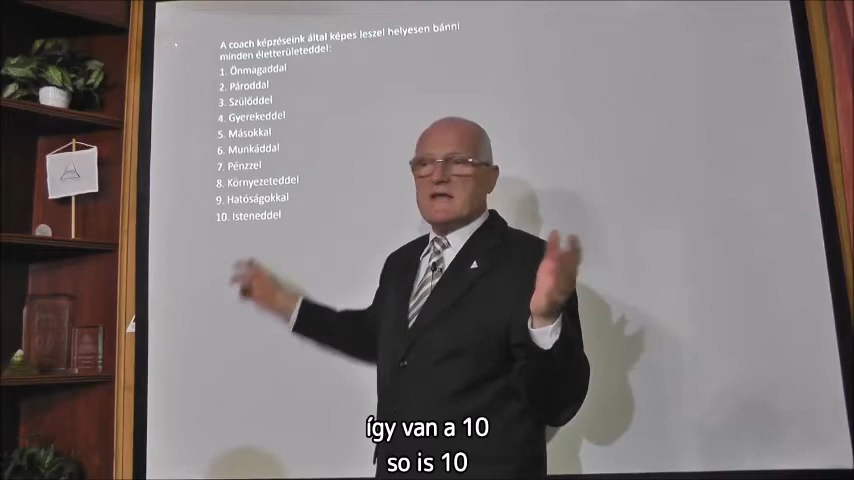 A coach képzéseink által képes leszel helyesen bánni
minden életterületeddel:
1. Önmagaddal
2. Pároddal
3. Szülőddel
4. Gyerekeddel
5. Másokkal
6. Munkáddal
7. Pénzzel
8. Környezeteddel
9. Hatóságokkal
10. Isteneddel
így van a 10
so is 10